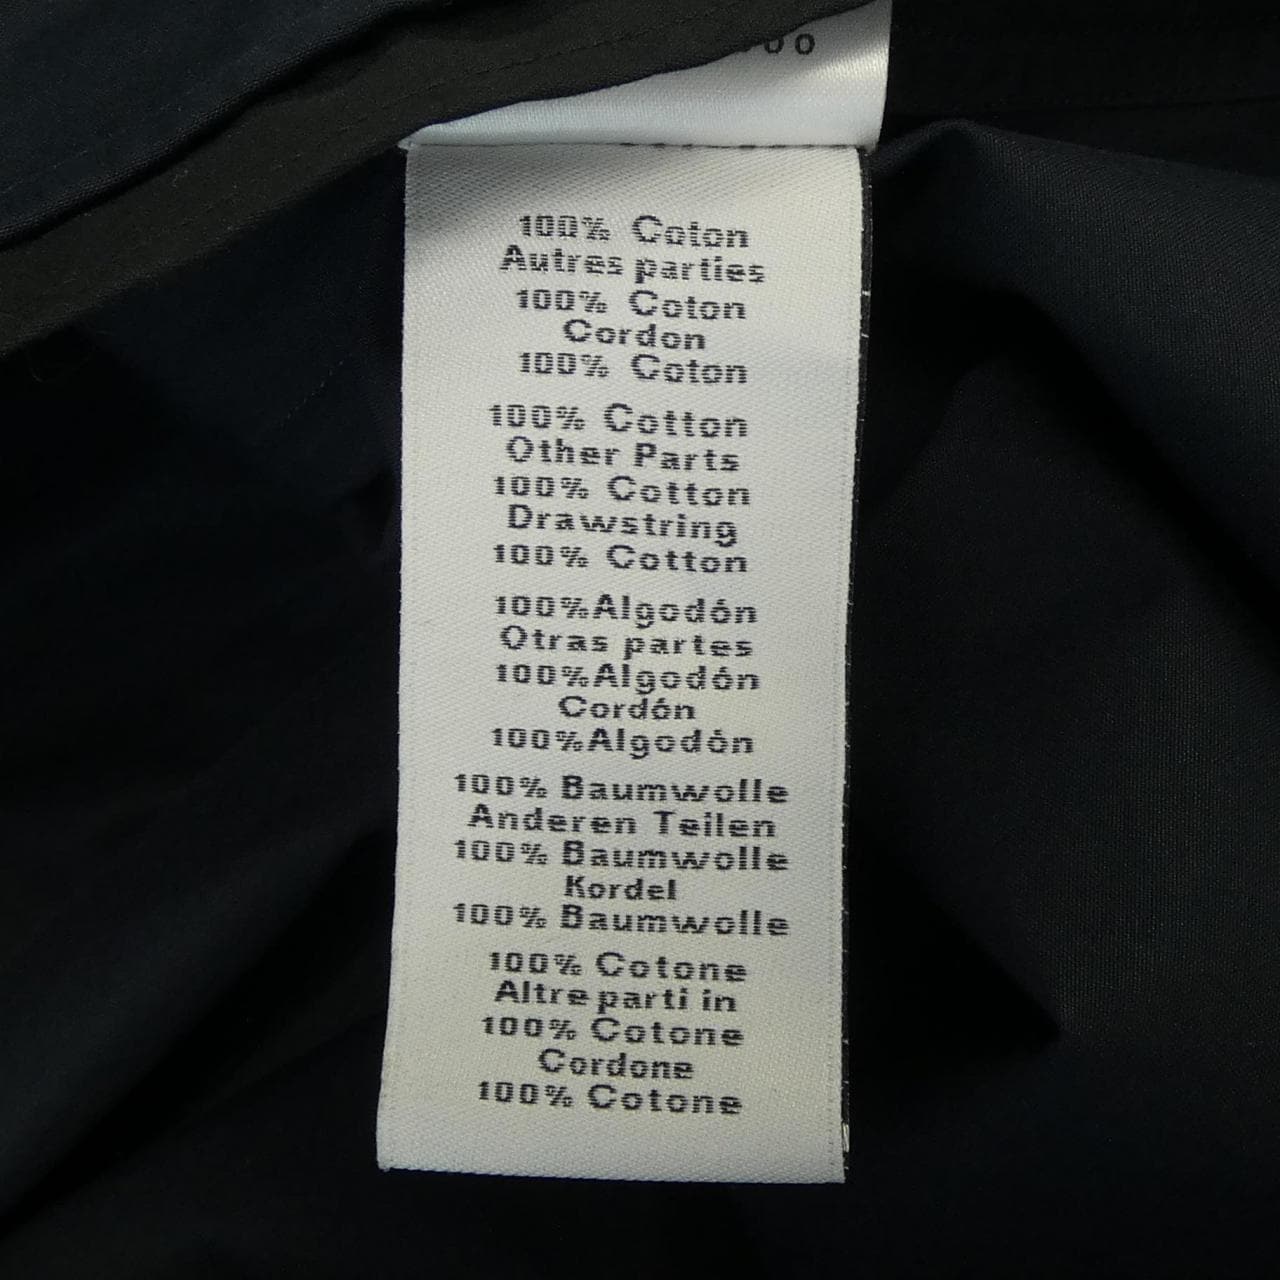 100% Coton
Autres parties
100% Coton
Cordon
100% Coton
100% Cotton
Other Parts
100% Cotton
Drawstring
100% Cotton
100%Algodón
Otras partes
100%Algodón
Cordón
100%Algodón
100% Baumwolle
Anderen Teilen
100% Baumwolle
Kordel
100% Baumwolle
100% Cotone
Altre parti in
100% Cotone
Cordone
100% Cotone